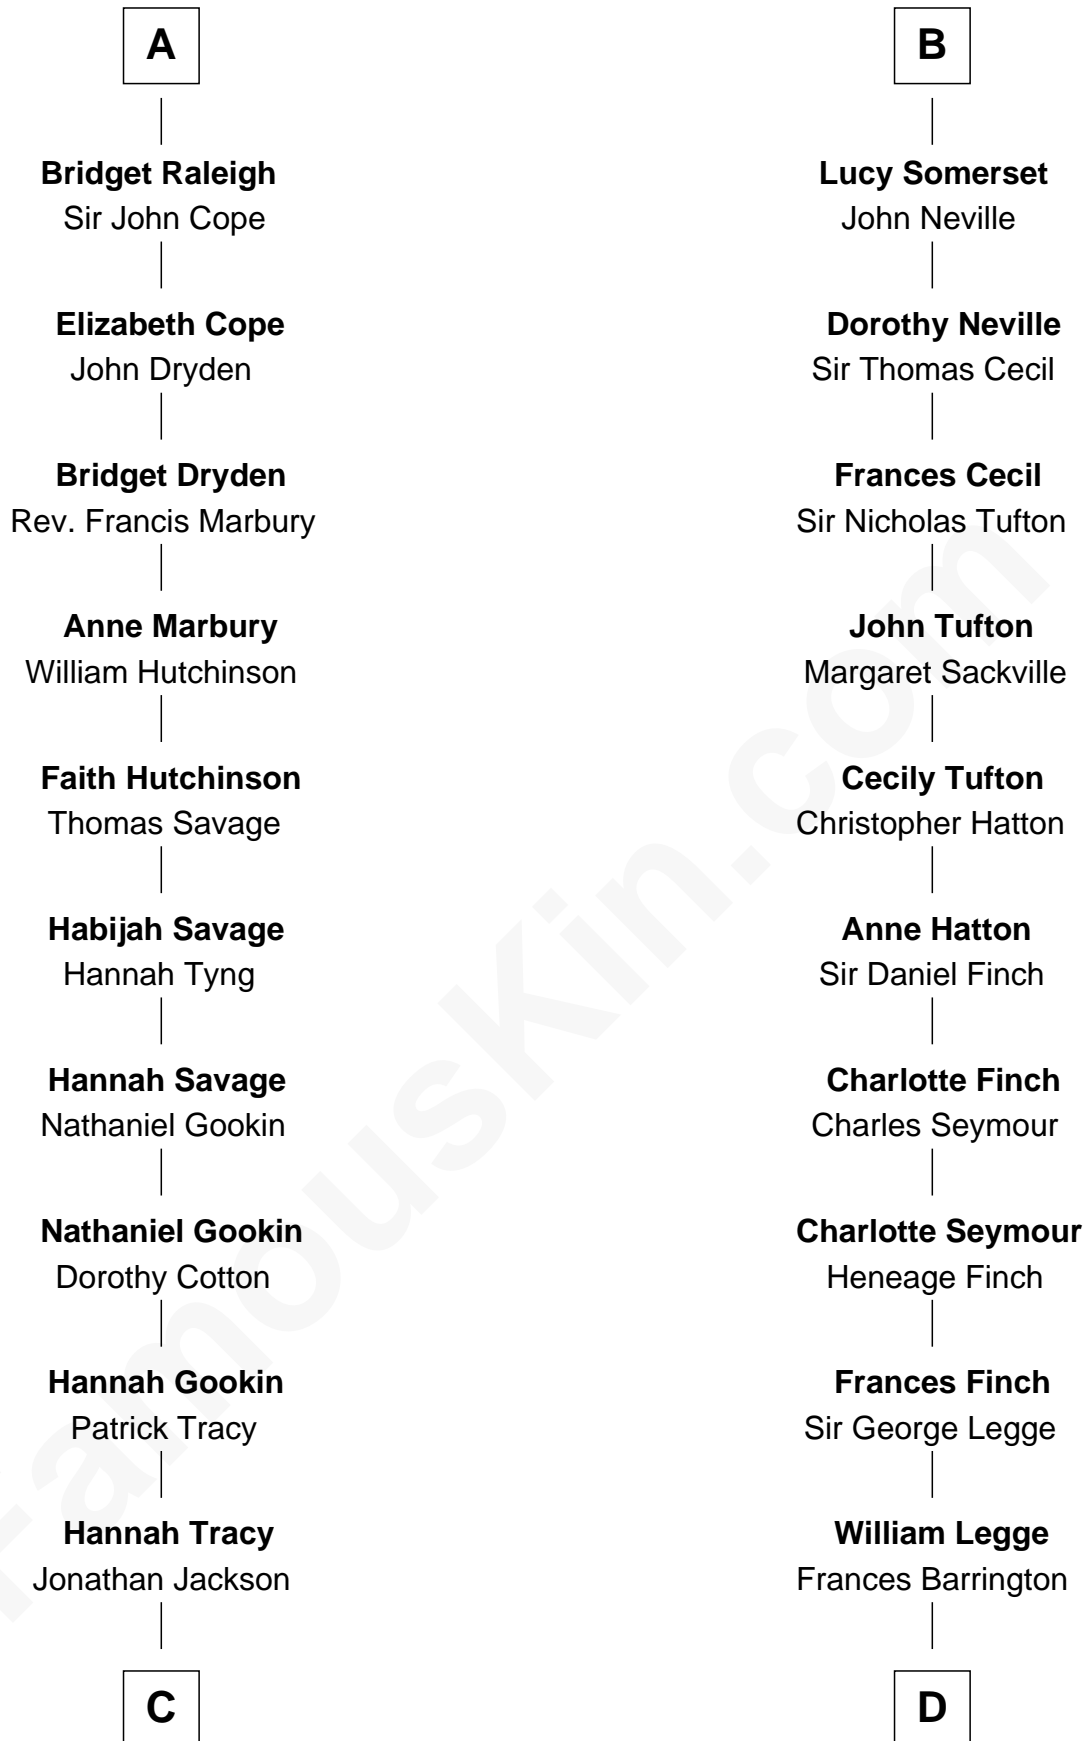 A
Bridget Raleigh
Sir John Cope
Elizabeth Cope
John Dryden
Bridget Dryden
Rev. Francis Marbury
Anne Marbury
William Hutchinson
Faith Hutchinson
Thomas Savage
Habijah Savage
Hannah Tyng
Hannah Savage
Nathaniel Gookin
Nathaniel Gookin
Dorothy Cotton
Hannah Gookin
Patrick Tracy
Hannah Tracy
Jonathan Jackson
C
B
Lucy Somerset
John Neville
Dorothy Neville
Sir Thomas Cecil
Frances Cecil
Sir Nicholas Tufton
John Tufton
Margaret Sackville
Cecily Tufton
Christopher Hatton
Anne Hatton
Sir Daniel Finch
Charlotte Finch
Charles Seymour
Charlotte Seymour
Heneage Finch
Frances Finch
Sir George Legge
William Legge
Frances Barrington
D
FamousKin.com